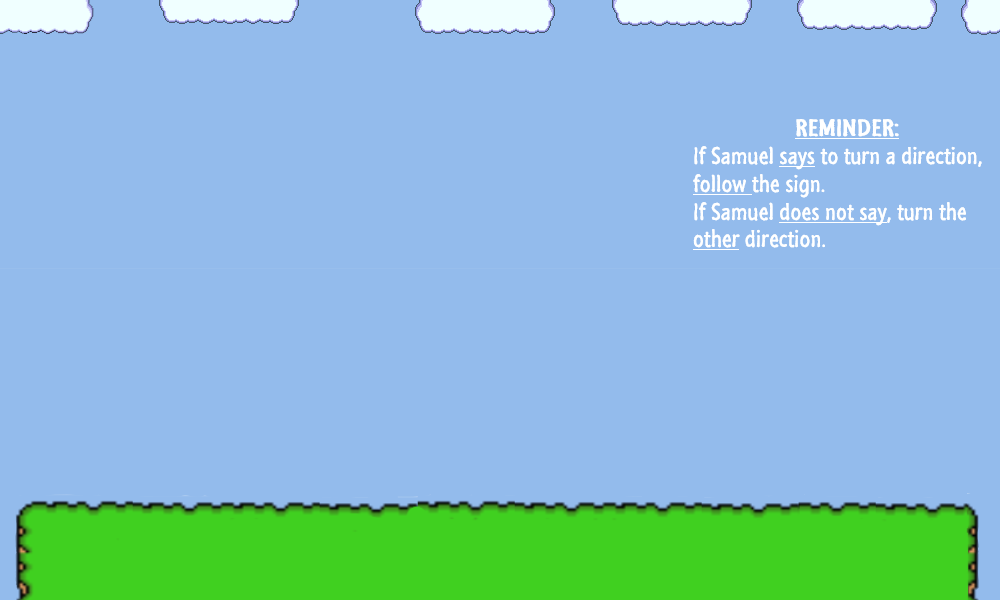 REMINDER:
If Samuel says to turn a direction,
follow the sign.
If Samuel does not say, turn the
other direction.